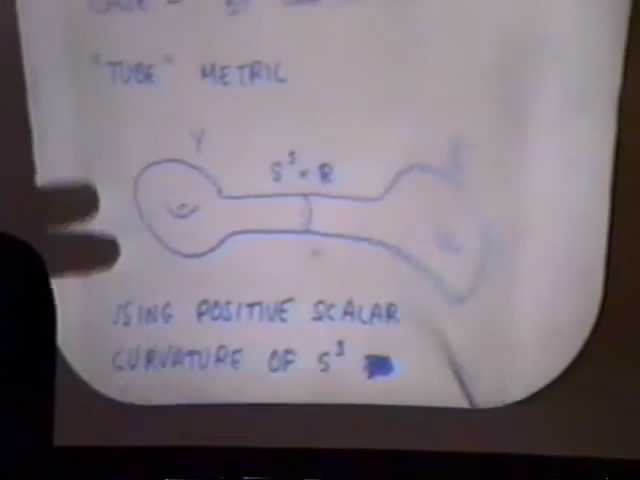 "TUBE" METRIC
Y
S³ × R
USING POSITIVE SCALAR
CURVATURE OF S³